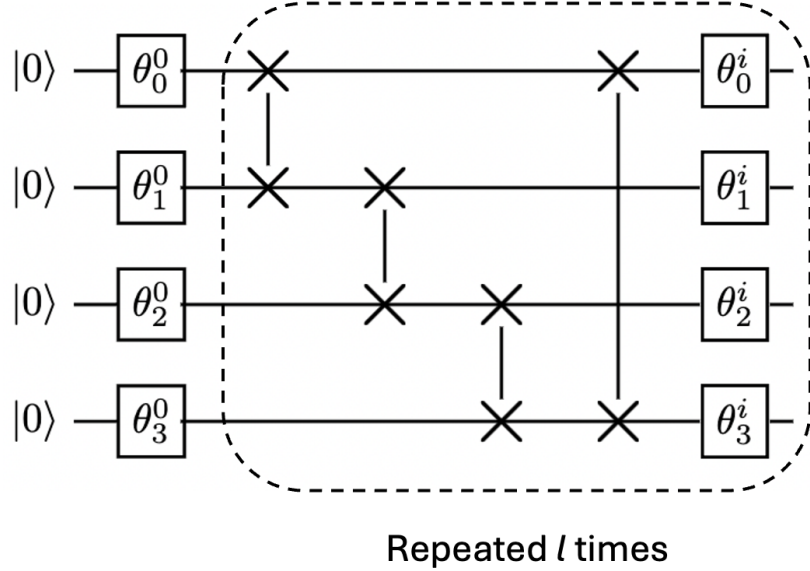 |0⟩ θ₀⁰ θ₀ⁱ
|0⟩ θ₁⁰ θ₁ⁱ
|0⟩ θ₂⁰ θ₂ⁱ
|0⟩ θ₃⁰ θ₃ⁱ
Repeated l times